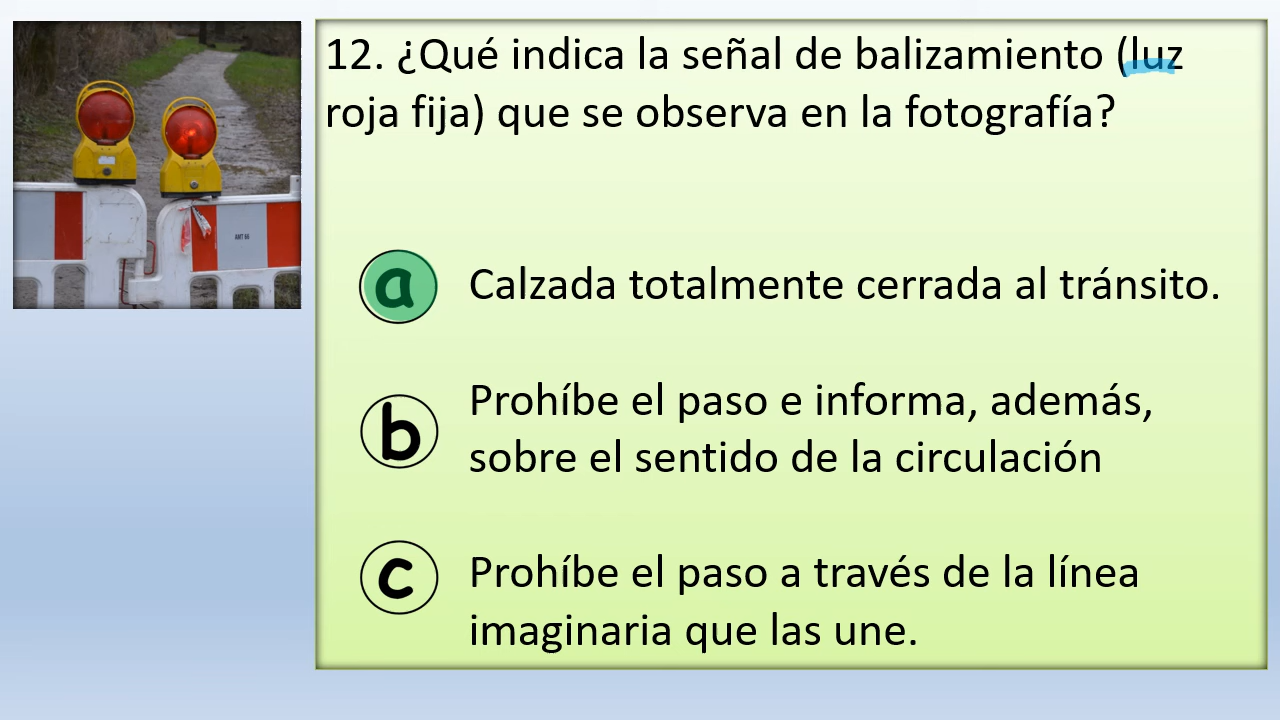 12. ¿Qué indica la señal de balizamiento (luz
roja fija) que se observa en la fotografía?
a Calzada totalmente cerrada al tránsito.
b Prohíbe el paso e informa, además,
sobre el sentido de la circulación
c Prohíbe el paso a través de la línea
imaginaria que las une.